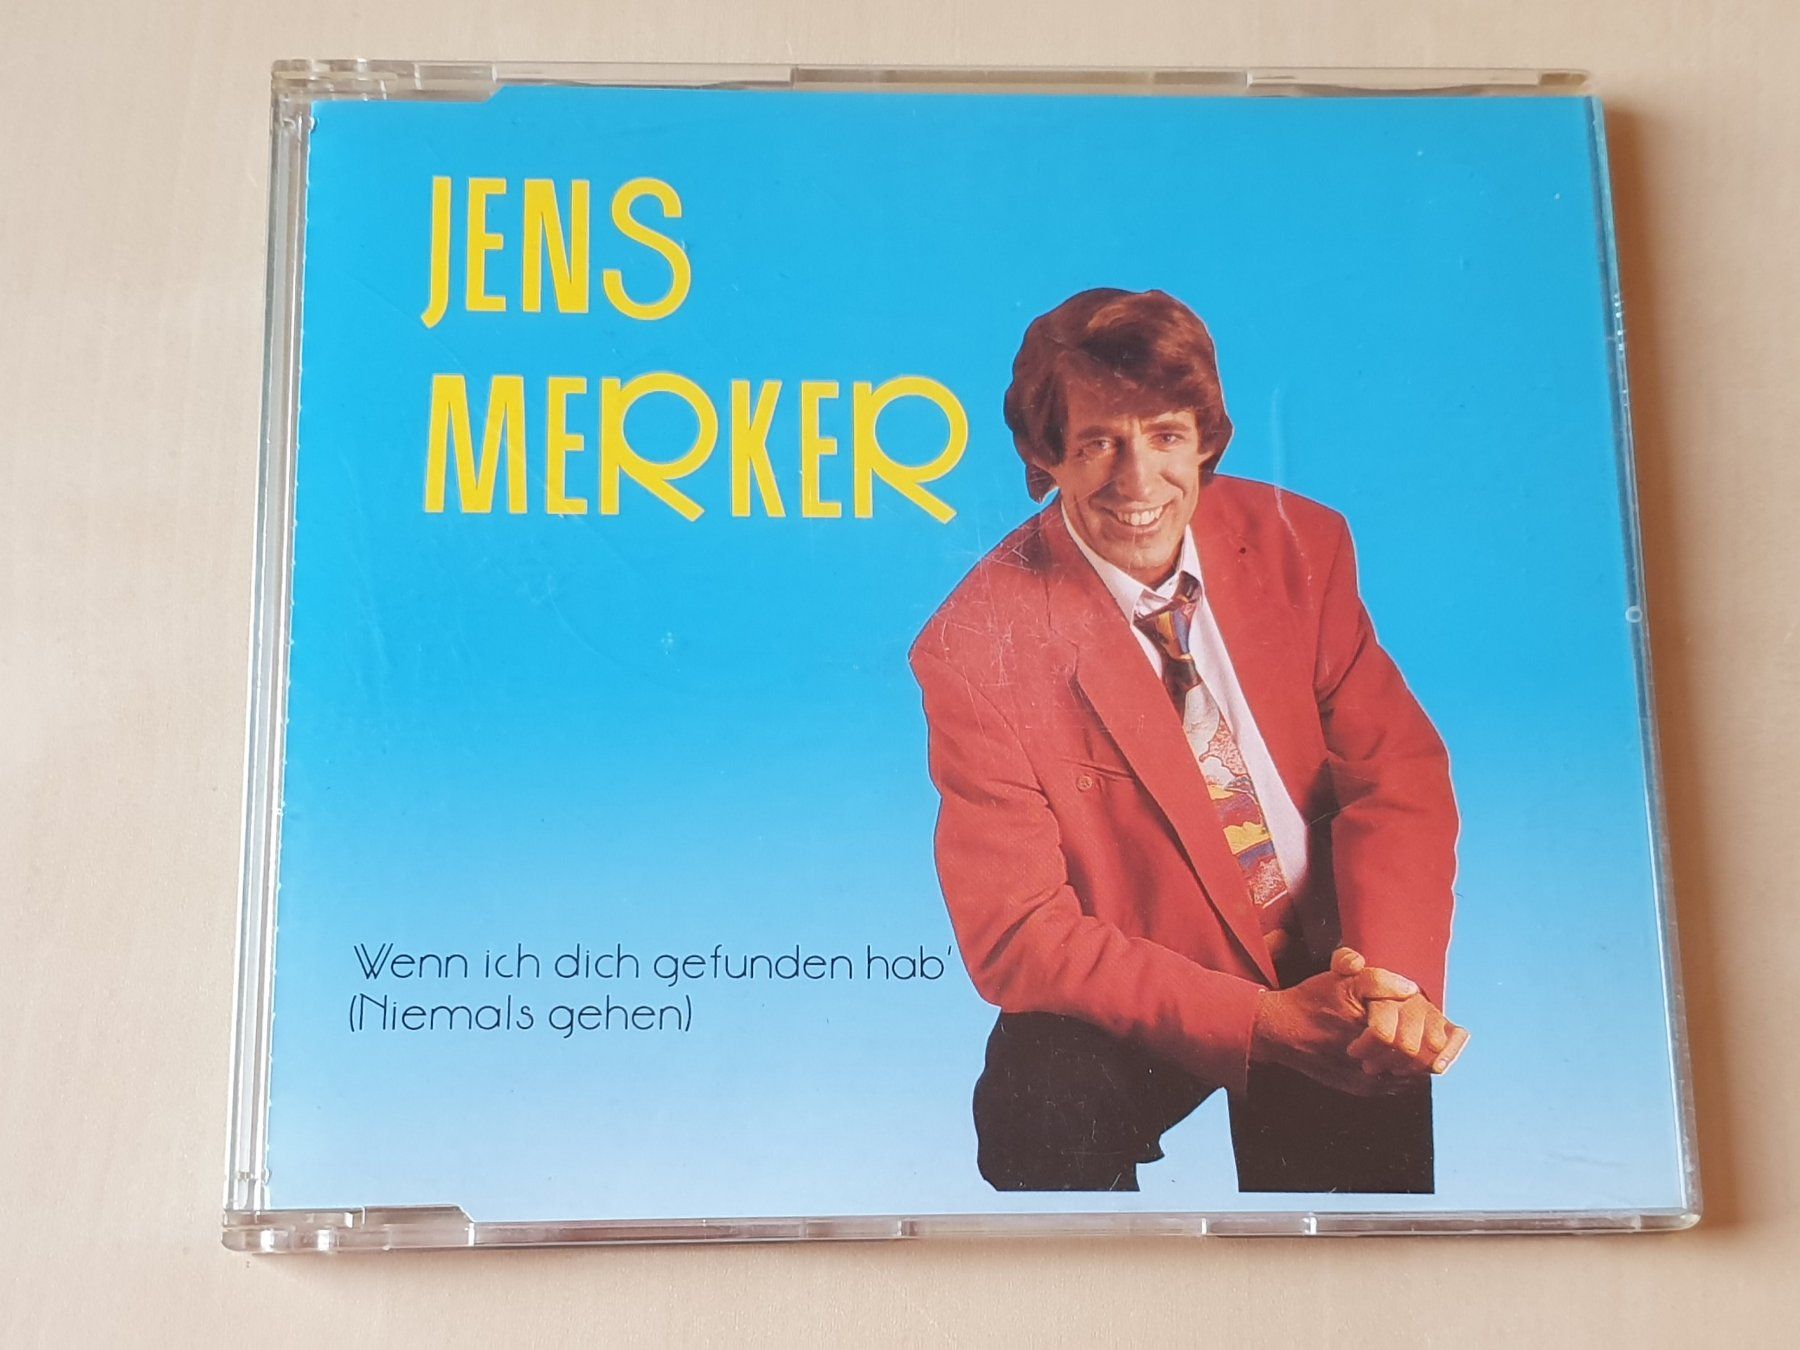 JENS
MERKER
Wenn ich dich gefunden hab'
(Niemals gehen)